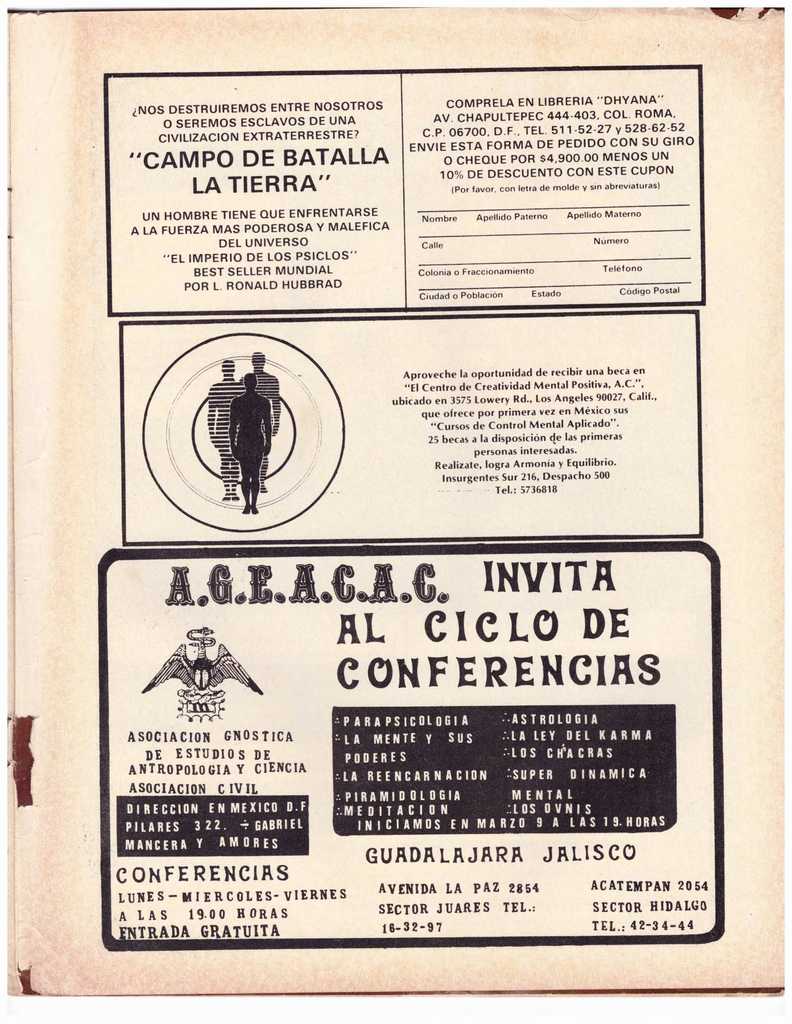 ¿NOS DESTRUIREMOS ENTRE NOSOTROS
O SEREMOS ESCLAVOS DE UNA
CIVILIZACION EXTRATERRESTRE?
"CAMPO DE BATALLA
LA TIERRA"
UN HOMBRE TIENE QUE ENFRENTARSE
A LA FUERZA MAS PODEROSA Y MALEFICA
DEL UNIVERSO
"EL IMPERIO DE LOS PSICLOS"
BEST SELLER MUNDIAL
POR L. RONALD HUBBRAD
COMPRELA EN LIBRERIA "DHYANA"
AV. CHAPULTEPEC 444-403, COL. ROMA,
C.P. 06700, D.F., TEL. 511-52-27 y 528-62-52
ENVIE ESTA FORMA DE PEDIDO CON SU GIRO
O CHEQUE POR $4,900.00 MENOS UN
10% DE DESCUENTO CON ESTE CUPON
(Por favor, con letra de molde y sin abreviaturas)
Nombre Apellido Paterno Apellido Materno
Calle Número
Colonia o Fraccionamiento Teléfono
Ciudad o Población Estado Código Postal
Aproveche la oportunidad de recibir una beca en
"El Centro de Creatividad Mental Positiva, A.C.",
ubicado en 3575 Lowery Rd., Los Angeles 90027, Calif.,
que ofrece por primera vez en México sus
"Cursos de Control Mental Aplicado".
25 becas a la disposición de las primeras
personas interesadas.
Realízate, logra Armonía y Equilibrio.
Insurgentes Sur 216, Despacho 500
Tel.: 5736818
A.G.E.A.C.A.C. INVITA
AL CICLO DE
CONFERENCIAS
ASOCIACION GNOSTICA
DE ESTUDIOS DE
ANTROPOLOGIA Y CIENCIA
ASOCIACION CIVIL
DIRECCION EN MEXICO D.F
PILARES 322. ÷ GABRIEL
MANCERA Y AMORES
CONFERENCIAS
LUNES-MIERCOLES-VIERNES
A LAS 19.00 HORAS
ENTRADA GRATUITA
∴PARAPSICOLOGIA
∴LA MENTE Y SUS
PODERES
∴LA REENCARNACION
∴PIRAMIDOLOGIA
∴MEDITACION
∴ASTROLOGIA
∴LA LEY DEL KARMA
∴LOS CHACRAS
∴SUPER DINAMICA
MENTAL
∴LOS OVNIS
INICIAMOS EN MARZO 9 A LAS 19. HORAS
GUADALAJARA JALISCO
AVENIDA LA PAZ 2854
SECTOR JUARES TEL.:
16-32-97
ACATEMPAN 2054
SECTOR HIDALGO
TEL.: 42-34-44